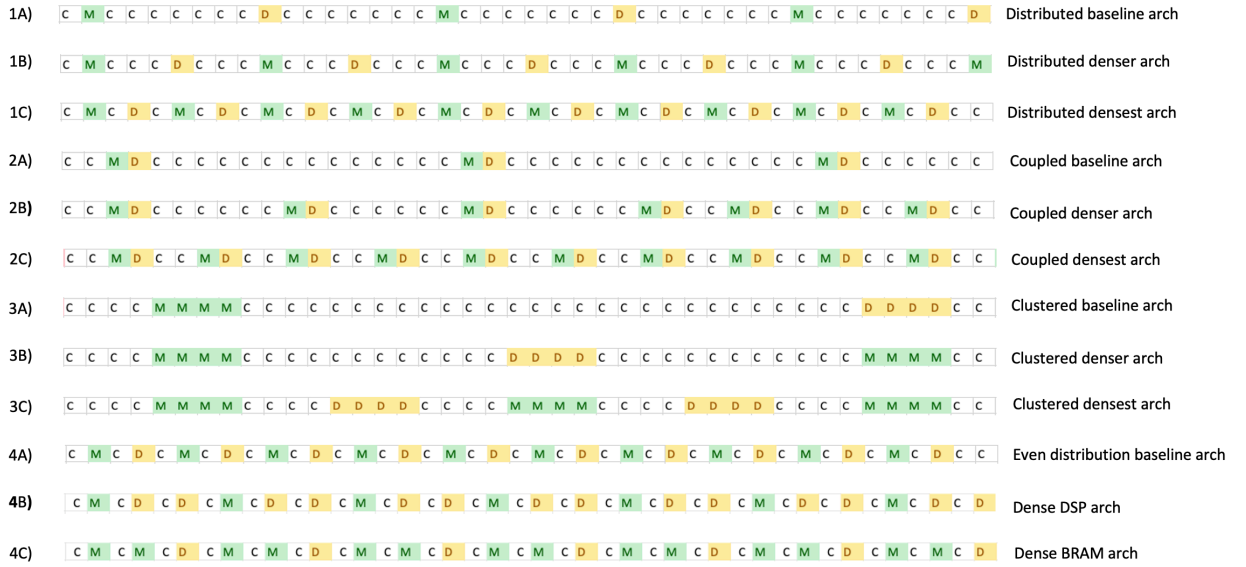 1A) C M C C C C C C C D C C C C C C C M C C C C C C C D C C C C C C C M C C C C C C C D Distributed baseline arch
1B) C M C C C D C C C M C C C D C C C M C C C D C C C M C C C D C C C M C C C D C C C M Distributed denser arch
1C) C M C D C M C D C M C D C M C D C M C D C M C D C M C D C M C D C M C D C M C D C C Distributed densest arch
2A) C C M D C C C C C C C C C C C C C C M D C C C C C C C C C C C C C C M D C C C C C C Coupled baseline arch
2B) C C M D C C C C C C M D C C C C C C M D C C C C C C M D C C M D C C M D C C M D C C Coupled denser arch
2C) C C M D C C M D C C M D C C M D C C M D C C M D C C M D C C M D C C M D C C M D C C Coupled densest arch
3A) C C C C M M M M C C C C C C C C C C C C C C C C C C C C C C C C C C C C D D D D C C Clustered baseline arch
3B) C C C C M M M M C C C C C C C C C C C C D D D D C C C C C C C C C C C C M M M M C C Clustered denser arch
3C) C C C C M M M M C C C C D D D D C C C C M M M M C C C C D D D D C C C C M M M M C C Clustered densest arch
4A) C M C D C M C D C M C D C M C D C M C D C M C D C M C D C M C D C M C D C M C D C C Even distribution baseline arch
4B) C M C D C D C M C D C D C M C D C D C M C D C D C M C D C D C M C D C D C M C D C D Dense DSP arch
4C) C M C M C D C M C M C D C M C M C D C M C M C D C M C M C D C M C M C D C M C M C D Dense BRAM arch